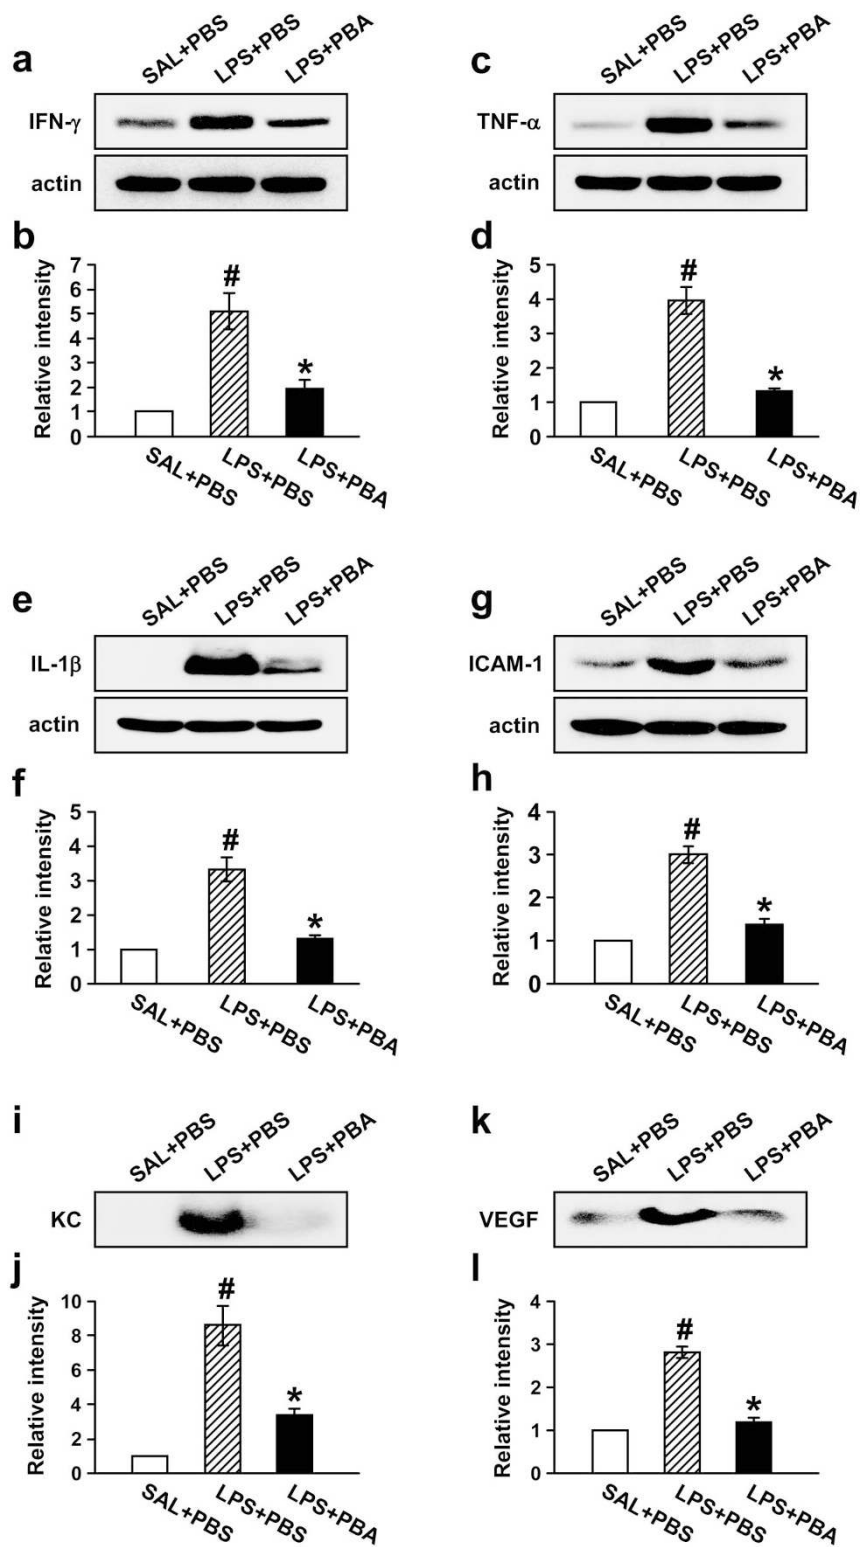 a
SAL+PBS LPS+PBS LPS+PBA
IFN-γ
actin
b
Relative intensity
7
6
5
4
3
2
1
0
#
*
SAL+PBS LPS+PBS LPS+PBA
c
SAL+PBS LPS+PBS LPS+PBA
TNF-α
actin
d
Relative intensity
5
4
3
2
1
0
#
*
SAL+PBS LPS+PBS LPS+PBA
e
SAL+PBS LPS+PBS LPS+PBA
IL-1β
actin
f
Relative intensity
5
4
3
2
1
0
#
*
SAL+PBS LPS+PBS LPS+PBA
g
SAL+PBS LPS+PBS LPS+PBA
ICAM-1
actin
h
Relative intensity
4
3
2
1
0
#
*
SAL+PBS LPS+PBS LPS+PBA
i
SAL+PBS LPS+PBS LPS+PBA
KC
j
Relative intensity
10
8
6
4
2
0
#
*
SAL+PBS LPS+PBS LPS+PBA
k
SAL+PBS LPS+PBS LPS+PBA
VEGF
l
Relative intensity
4
3
2
1
0
#
*
SAL+PBS LPS+PBS LPS+PBA